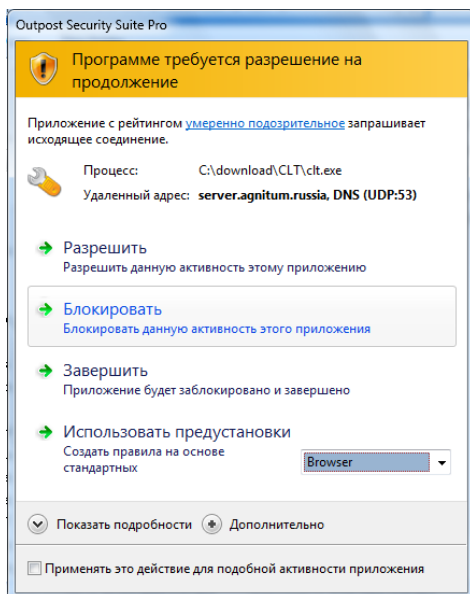 Outpost Security Suite Pro
Программе требуется разрешение на
продолжение
Приложение с рейтингом умеренно подозрительное запрашивает
исходящее соединение.
Процесс: C:\download\CLT\clt.exe
Удаленный адрес: server.agnitum.russia, DNS (UDP:53)
Разрешить
Разрешить данную активность этому приложению
Блокировать
Блокировать данную активность этого приложения
Завершить
Приложение будет заблокировано и завершено
Использовать предустановки
Создать правила на основе
стандартных
Browser
Показать подробности Дополнительно
Применять это действие для подобной активности приложения